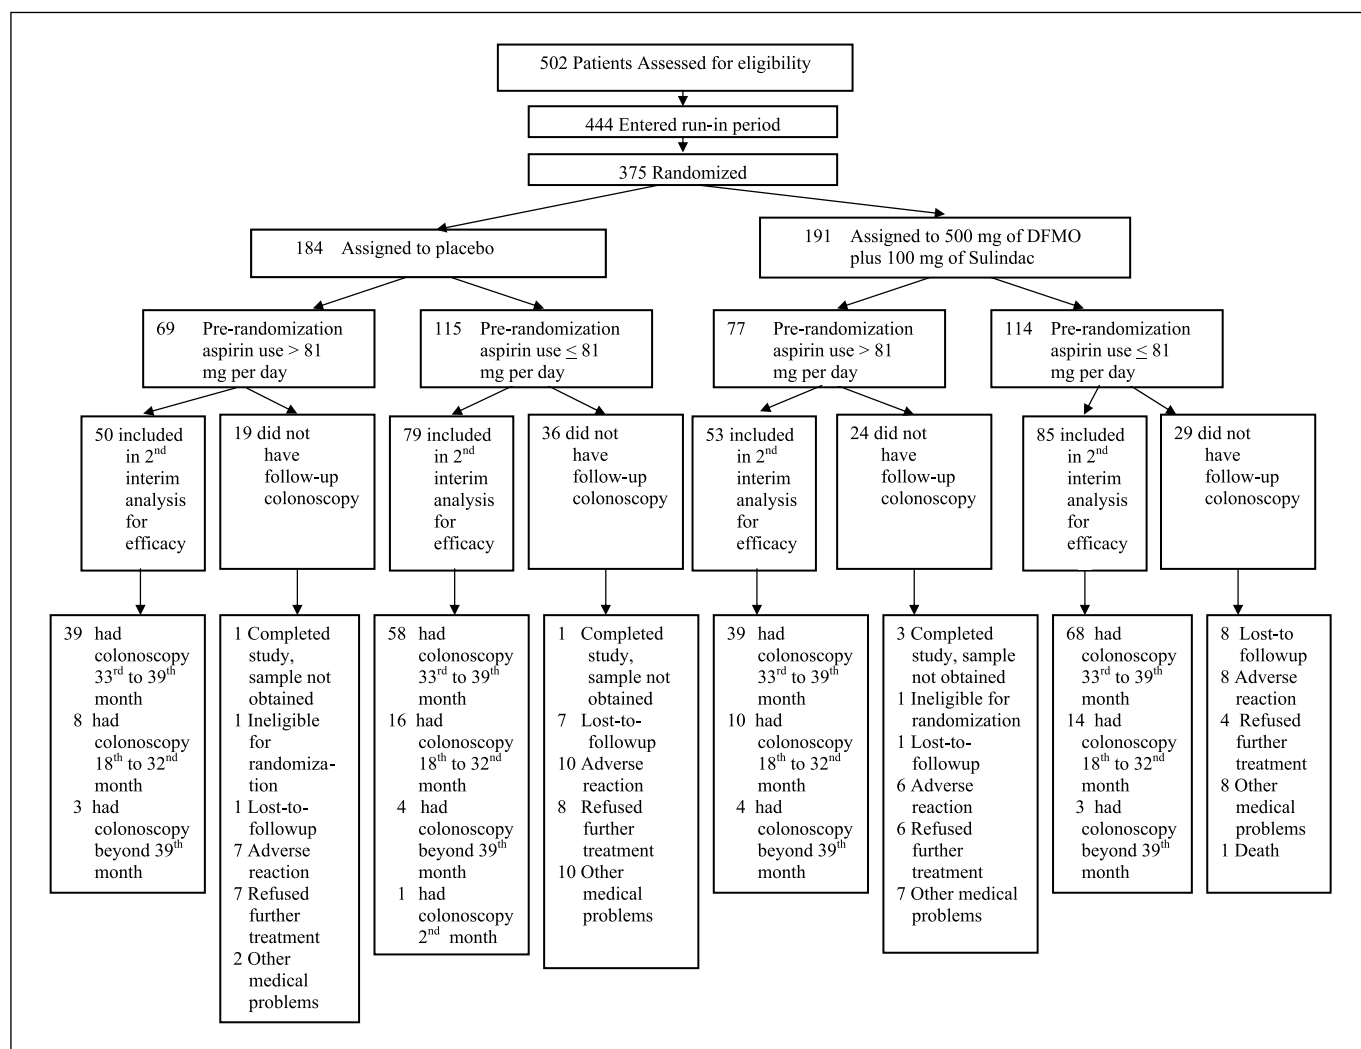 502 Patients Assessed for eligibility
444 Entered run-in period
375 Randomized
184 Assigned to placebo
191 Assigned to 500 mg of DFMO
plus 100 mg of Sulindac
69 Pre-randomization
aspirin use > 81
mg per day
115 Pre-randomization
aspirin use ≤ 81
mg per day
77 Pre-randomization
aspirin use > 81
mg per day
114 Pre-randomization
aspirin use ≤ 81
mg per day
50 included
in 2nd
interim
analysis
for
efficacy
19 did not
have
follow-up
colonoscopy
79 included
in 2nd
interim
analysis
for
efficacy
36 did not
have
follow-up
colonoscopy
53 included
in 2nd
interim
analysis
for
efficacy
24 did not
have
follow-up
colonoscopy
85 included
in 2nd
interim
analysis
for
efficacy
29 did not
have
follow-up
colonoscopy
39 had
colonoscopy
33rd to 39th
month
8 had
colonoscopy
18th to 32nd
month
3 had
colonoscopy
beyond 39th
month
1 Completed
study,
sample not
obtained
1 Ineligible
for
randomiza-
tion
1 Lost-to-
followup
7 Adverse
reaction
7 Refused
further
treatment
2 Other
medical
problems
58 had
colonoscopy
33rd to 39th
month
16 had
colonoscopy
18th to 32nd
month
4 had
colonoscopy
beyond 39th
month
1 had
colonoscopy
2nd month
1 Completed
study, sample
not obtained
7 Lost-to-
followup
10 Adverse
reaction
8 Refused
further
treatment
10 Other
medical
problems
39 had
colonoscopy
33rd to 39th
month
10 had
colonoscopy
18th to 32nd
month
4 had
colonoscopy
beyond 39th
month
3 Completed
study, sample
not obtained
1 Ineligible for
randomization
1 Lost-to-
followup
6 Adverse
reaction
6 Refused
further
treatment
7 Other medical
problems
68 had
colonoscopy
33rd to 39th
month
14 had
colonoscopy
18th to 32nd
month
3 had
colonoscopy
beyond 39th
month
8 Lost-to
followup
8 Adverse
reaction
4 Refused
further
treatment
8 Other
medical
problems
1 Death